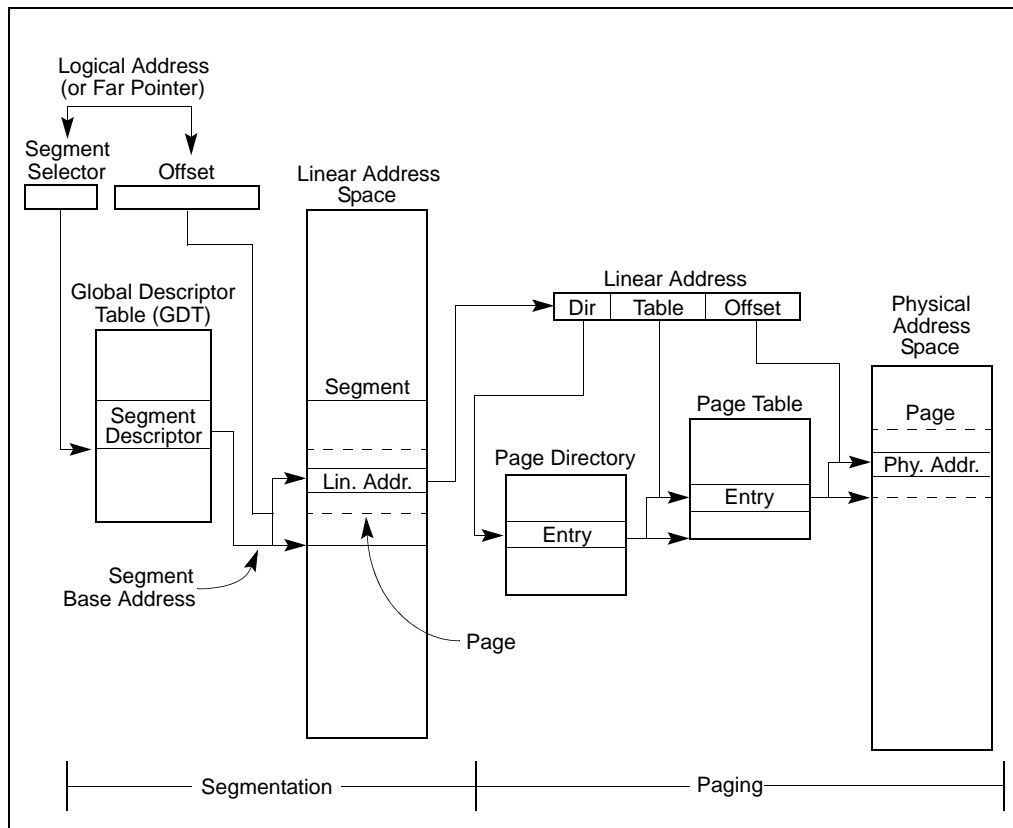 Logical Address
(or Far Pointer)
Segment
Selector
Offset
Linear Address
Space
Global Descriptor
Table (GDT)
Segment
Descriptor
Segment
Lin. Addr.
Segment
Base Address
Page
Linear Address
Dir
Table
Offset
Page Directory
Entry
Page Table
Entry
Physical
Address
Space
Page
Phy. Addr.
Segmentation
Paging